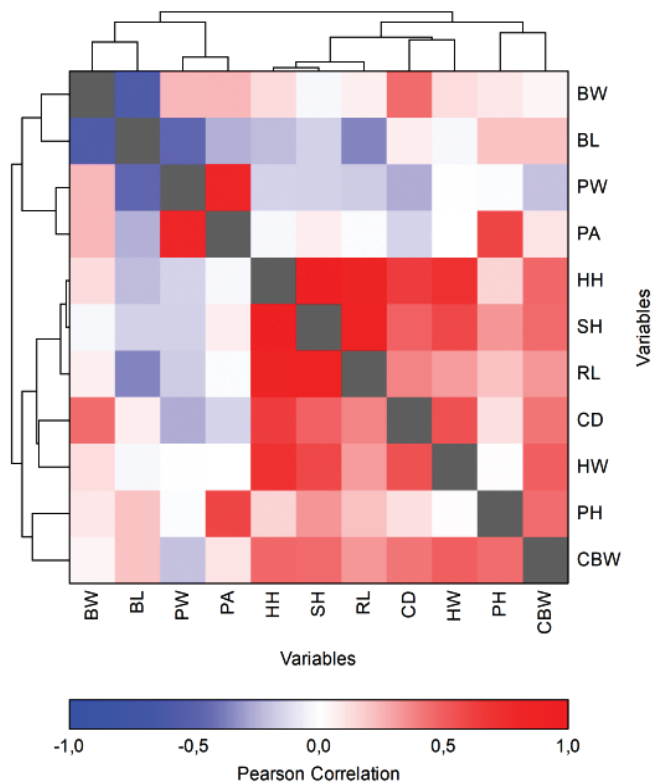 BW
BL
PW
PA
HH
SH
RL
CD
HW
PH
CBW
Variables
BW BL PW PA HH SH RL CD HW PH CBW
Variables
-1,0 -0,5 0,0 0,5 1,0
Pearson Correlation